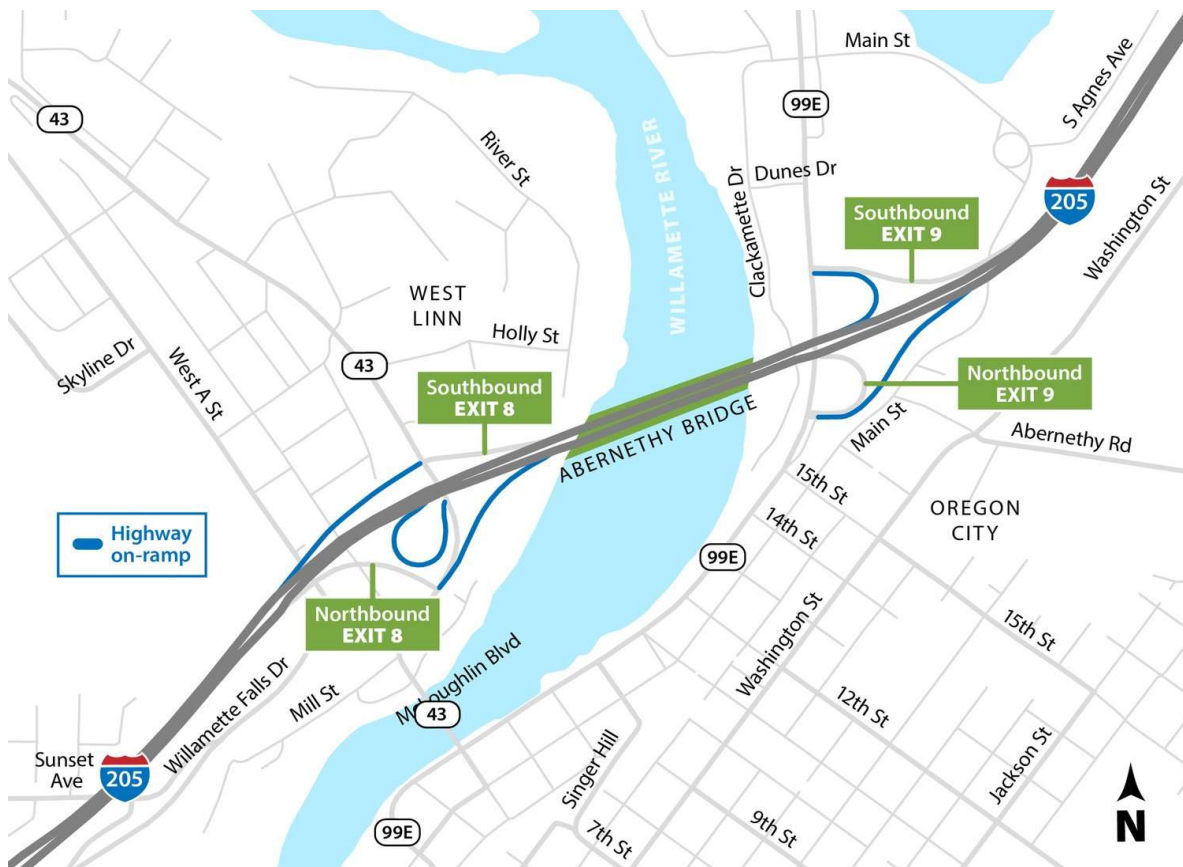 Main St
S Agnes Ave
99E
43
River St
WILLAMETTE RIVER
Clackamette Dr
Dunes Dr
205
Washington St
Southbound
EXIT 9
WEST
LINN
Holly St
Skyline Dr
West A St
43
Southbound
EXIT 8
ABERNETHY BRIDGE
Northbound
EXIT 9
Main St
Abernethy Rd
15th St
14th St
OREGON
CITY
Highway
on-ramp
99E
Northbound
EXIT 8
Washington St
15th St
Willamette Falls Dr
Mill St
McLoughlin Blvd
43
12th St
Jackson St
Sunset
Ave
205
Singer Hill
99E
7th St
9th St
N